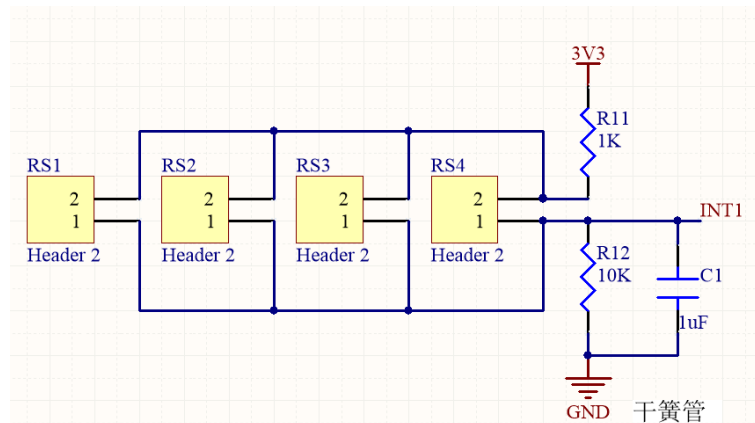 3V3
R11
1K
RS1
RS2
RS3
RS4
2
2
2
2
1
1
1
1
INT1
Header 2
Header 2
Header 2
Header 2
R12
10K
C1
1uF
GND
干簧管